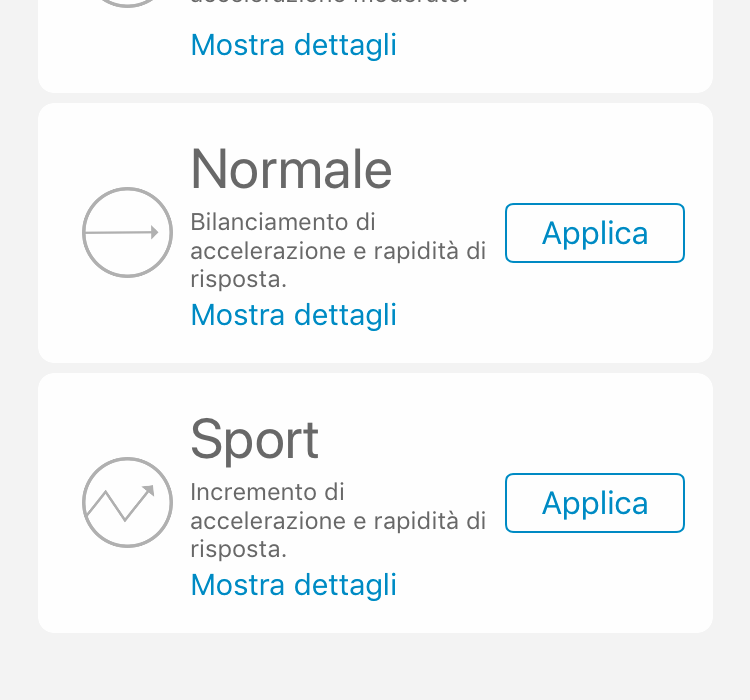 Mostra dettagli
Normale
Bilanciamento di
accelerazione e rapidità di
risposta.
Applica
Mostra dettagli
Sport
Incremento di
accelerazione e rapidità di
risposta.
Applica
Mostra dettagli